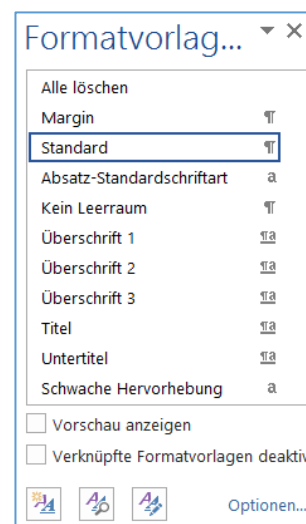 Formatvorlag...
Alle löschen
Margin ¶
Standard ¶
Absatz-Standardschriftart a
Kein Leerraum ¶
Überschrift 1 ¶a
Überschrift 2 ¶a
Überschrift 3 ¶a
Titel ¶a
Untertitel ¶a
Schwache Hervorhebung a
Vorschau anzeigen
Verknüpfte Formatvorlagen deaktiv
Optionen...